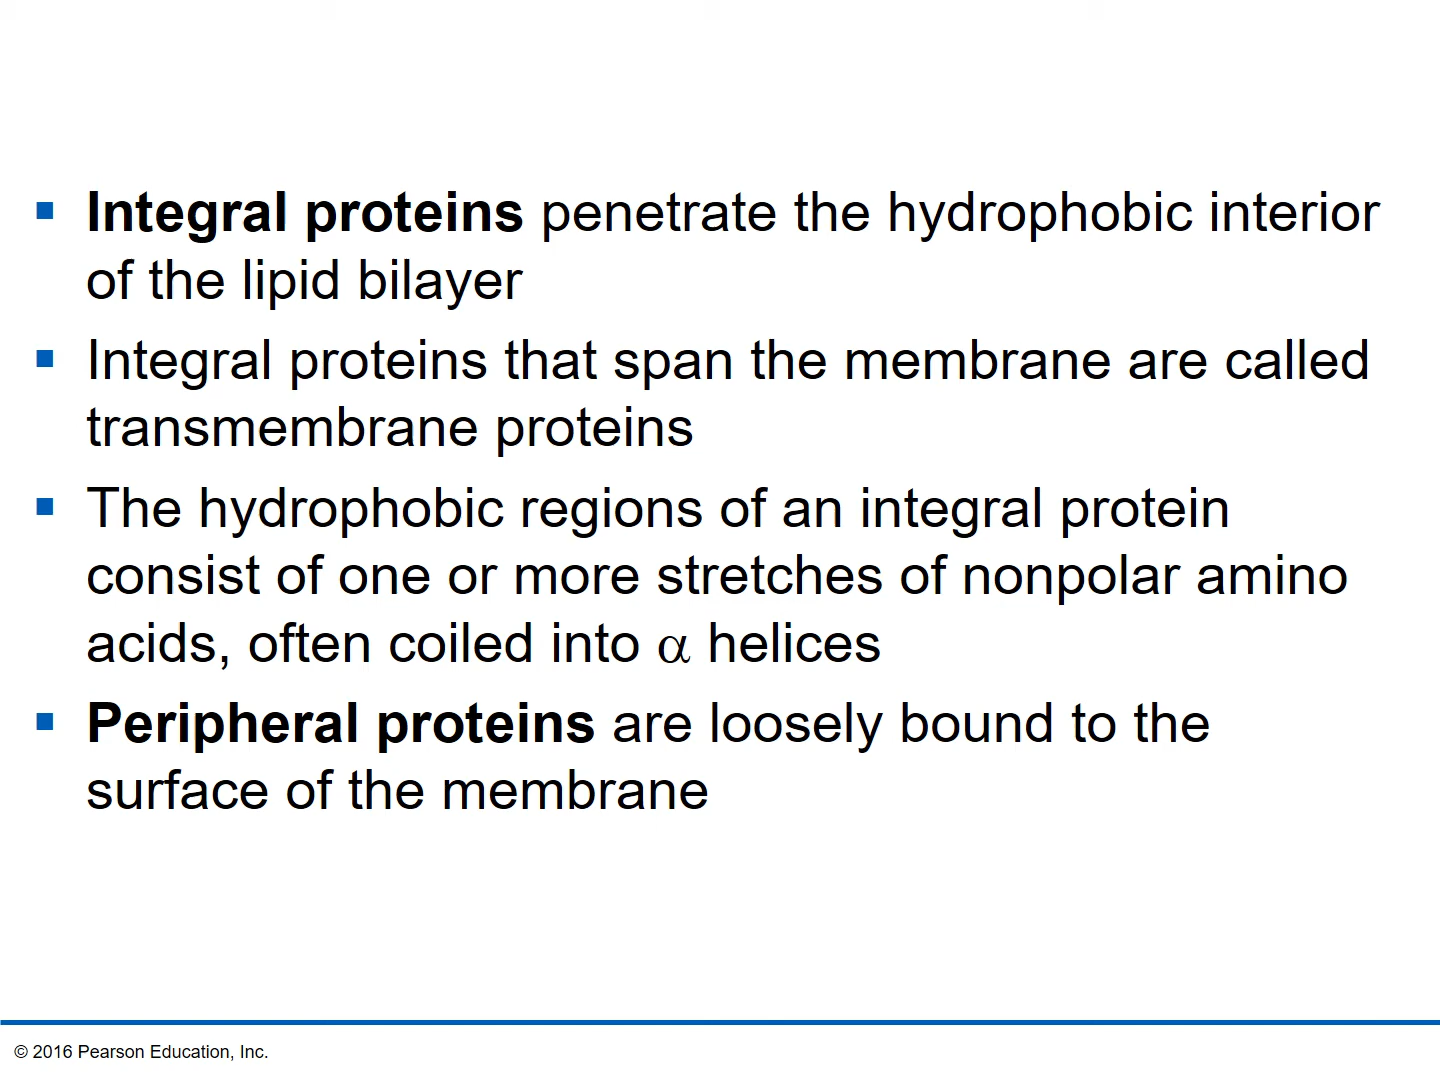 ▪ Integral proteins penetrate the hydrophobic interior
of the lipid bilayer
▪ Integral proteins that span the membrane are called
transmembrane proteins
▪ The hydrophobic regions of an integral protein
consist of one or more stretches of nonpolar amino
acids, often coiled into α helices
▪ Peripheral proteins are loosely bound to the
surface of the membrane
© 2016 Pearson Education, Inc.